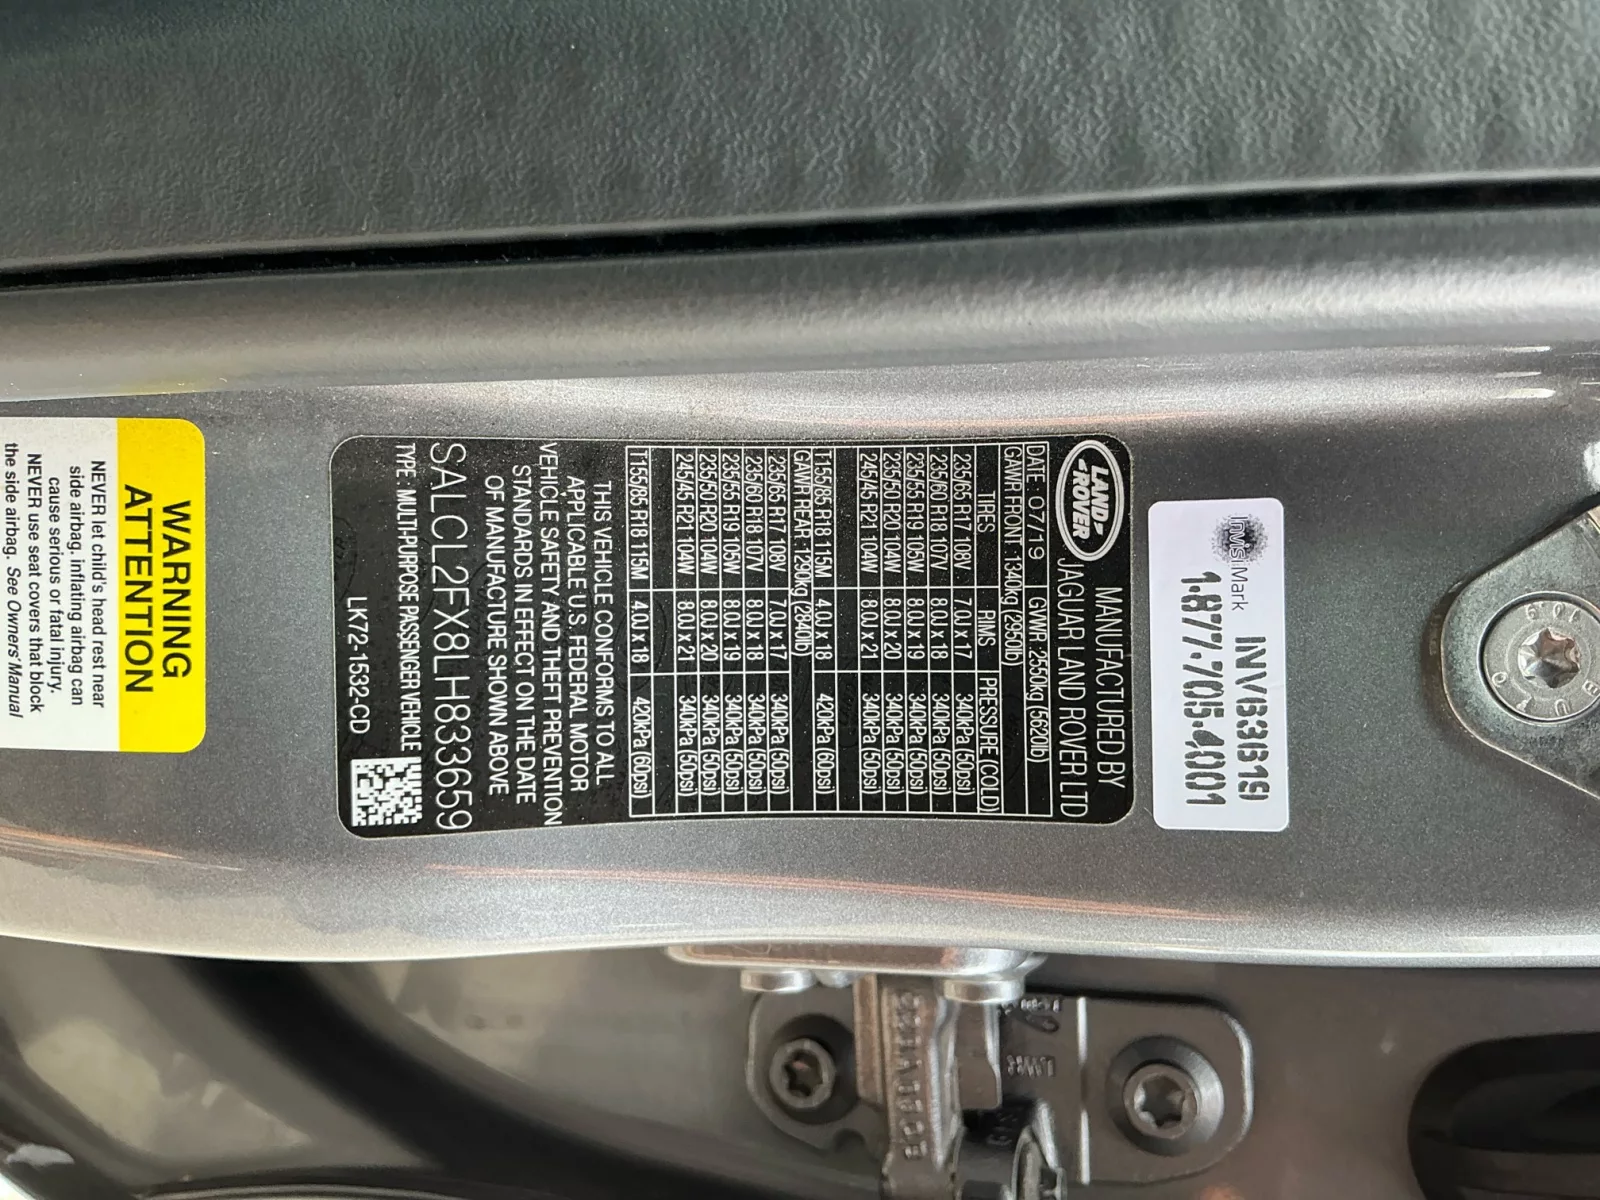 InVisiMark
INVB3B19
1·877·705·4001
LAND
ROVER
MANUFACTURED BY
JAGUAR LAND ROVER LTD
DATE: 07/19 GVWR: 2550kg (5620lb)
GAWR FRONT 1340kg (2950lb)
TIRES RIMS PRESSURE (COLD)
235/65 R17 108V 7.0J x 17 340kPa (50psi)
235/60 R18 107V 8.0J x 18 340kPa (50psi)
235/55 R19 105W 8.0J x 19 340kPa (50psi)
235/50 R20 104W 8.0J x 20 340kPa (50psi)
245/45 R21 104W 8.0J x 21 340kPa (50psi)
T155/85 R18 115M 4.0J x 18 420kPa (60psi)
GAWR REAR :1290kg (2840lb)
235/65 R17 108V 7.0J x 17 340kPa (50psi)
235/60 R18 107V 8.0J x 18 340kPa (50psi)
235/55 R19 105W 8.0J x 19 340kPa (50psi)
235/50 R20 104W 8.0J x 20 340kPa (50psi)
245/45 R21 104W 8.0J x 21 340kPa (50psi)
T155/85 R18 115M 4.0J x 18 420kPa (60psi)
THIS VEHICLE CONFORMS TO ALL
APPLICABLE U.S. FEDERAL MOTOR
VEHICLE SAFETY AND THEFT PREVENTION
STANDARDS IN EFFECT ON THE DATE
OF MANUFACTURE SHOWN ABOVE
SALCL2FX8LH833659
TYPE :MULTI-PURPOSE PASSENGER VEHICLE
LK72-1532-CD
WARNING
ATTENTION
NEVER let child's head rest near
side airbag. inflating airbag can
cause serious or fatal injury.
NEVER use seat covers that block
the side airbag. See Owners' Manual